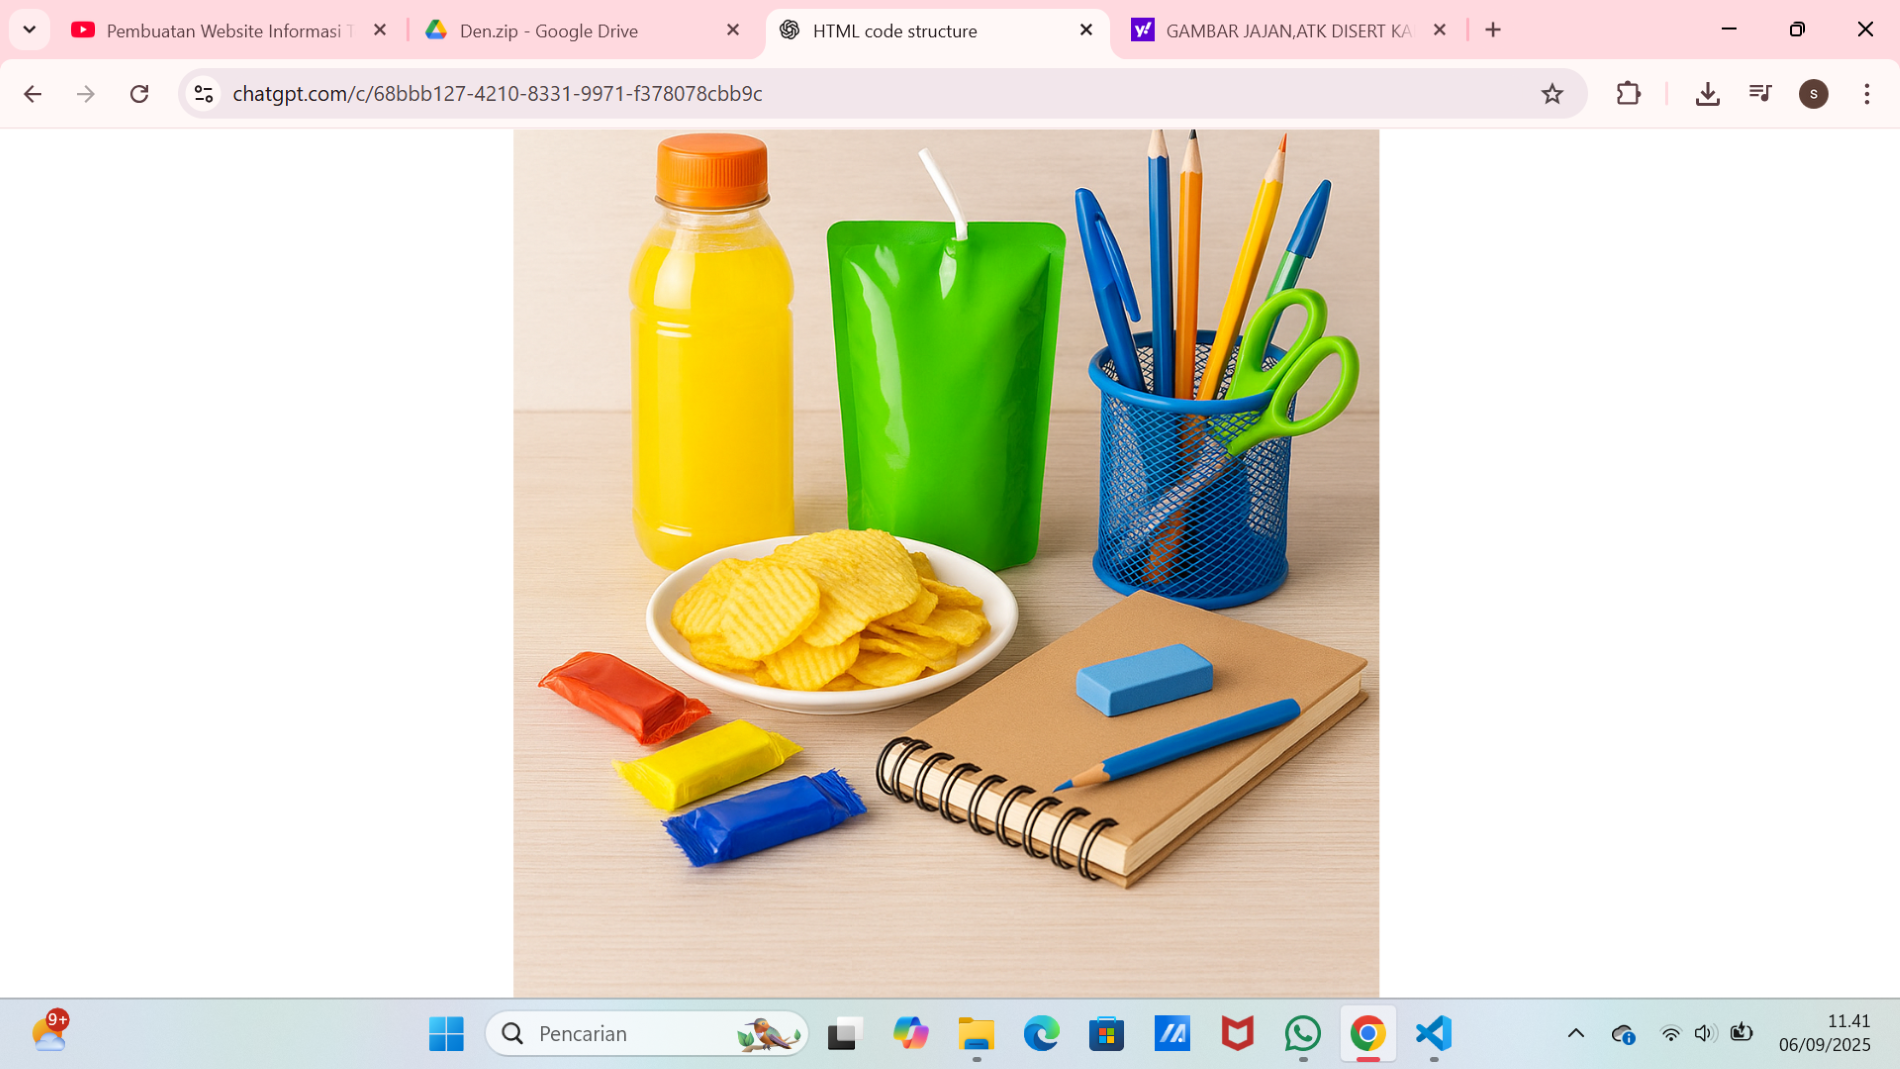 Pembuatan Website Informasi T
Den.zip - Google Drive
HTML code structure
GAMBAR JAJAN,ATK DISERT KA
chatgpt.com/c/68bbb127-4210-8331-9971-f378078cbb9c
s
9+
Pencarian
11.41
06/09/2025